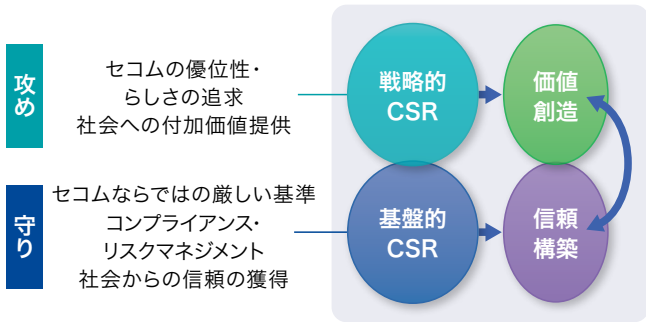 攻め
セコムの優位性・
らしさの追求
社会への付加価値提供
戦略的
CSR
価値
創造
守り
セコムならではの厳しい基準
コンプライアンス・
リスクマネジメント
社会からの信頼の獲得
基盤的
CSR
信頼
構築